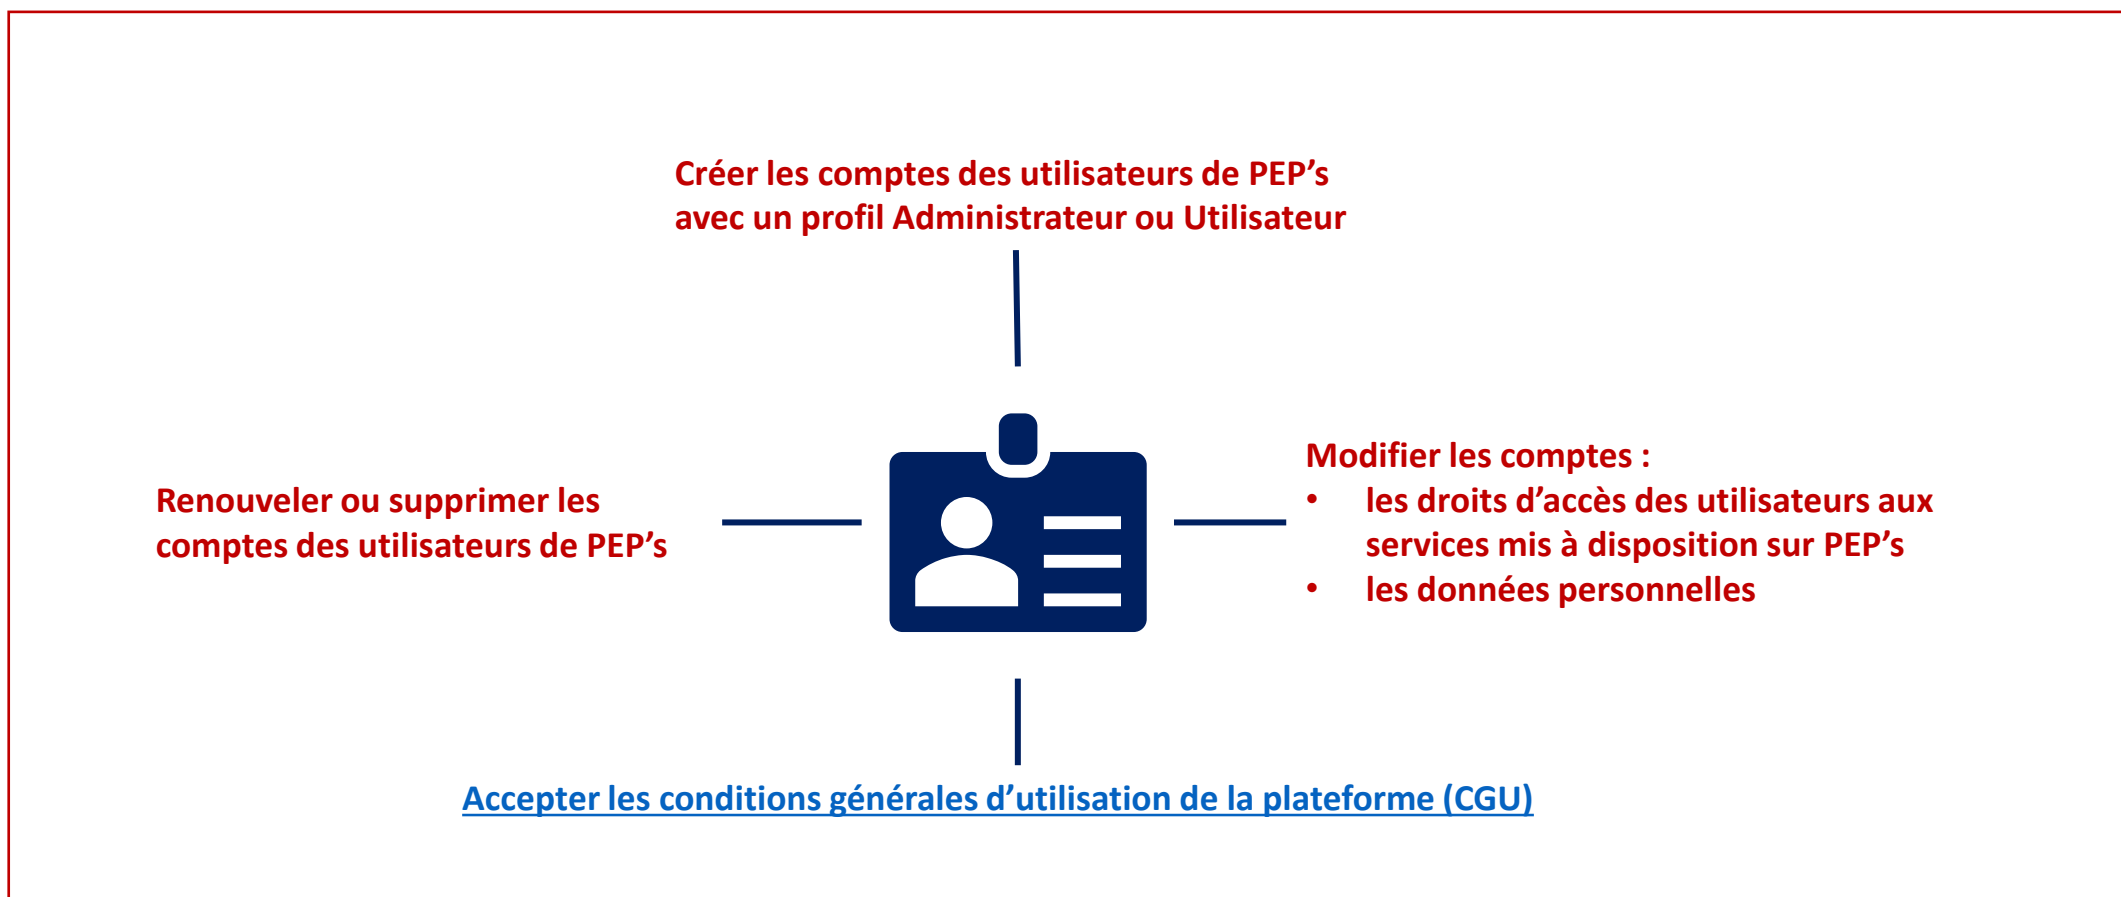 Créer les comptes des utilisateurs de PEP’s
avec un profil Administrateur ou Utilisateur
Renouveler ou supprimer les
comptes des utilisateurs de PEP’s
Modifier les comptes :
• les droits d’accès des utilisateurs aux
services mis à disposition sur PEP’s
• les données personnelles
Accepter les conditions générales d’utilisation de la plateforme (CGU)